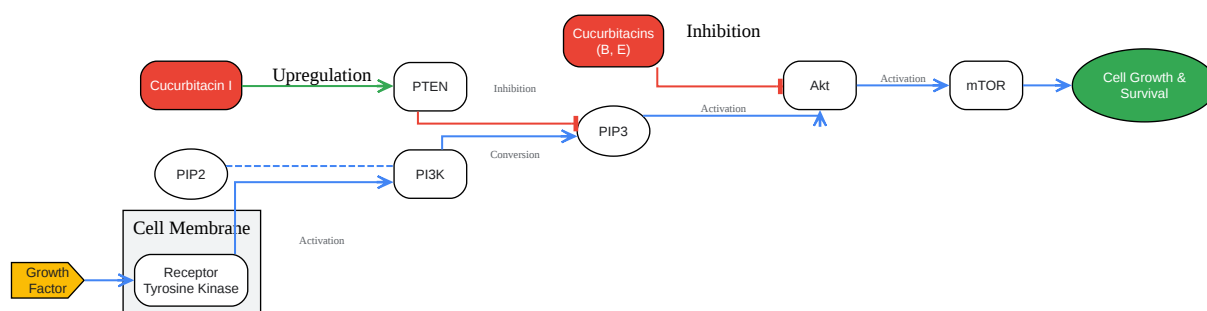 Cucurbitacins
(B, E)
Inhibition
Cucurbitacin I
Upregulation
PTEN
Inhibition
Akt
Activation
mTOR
Cell Growth &
Survival
Activation
PIP3
Conversion
PIP2
PI3K
Cell Membrane
Activation
Growth
Factor
Receptor
Tyrosine Kinase